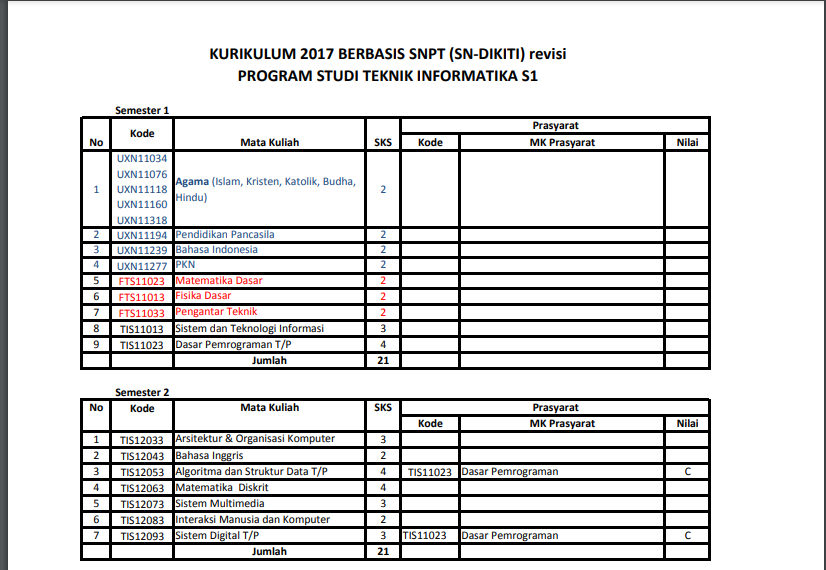 KURIKULUM 2017 BERBASIS SNPT (SN-DIKITI) revisi
PROGRAM STUDI TEKNIK INFORMATIKA S1
Semester 1
No Kode Mata Kuliah SKS Prasyarat
Kode MK Prasyarat Nilai
1 UXN11034 UXN11076 UXN11118 UXN11160 UXN11318 Agama (Islam, Kristen, Katolik, Budha, Hindu) 2
2 UXN11194 Pendidikan Pancasila 2
3 UXN11239 Bahasa Indonesia 2
4 UXN11277 PKN 2
5 FTS11023 Matematika Dasar 2
6 FTS11013 Fisika Dasar 2
7 FTS11033 Pengantar Teknik 2
8 TIS11013 Sistem dan Teknologi Informasi 3
9 TIS11023 Dasar Pemrograman T/P 4
Jumlah 21
Semester 2
No Kode Mata Kuliah SKS Prasyarat
Kode MK Prasyarat Nilai
1 TIS12033 Arsitektur & Organisasi Komputer 3
2 TIS12043 Bahasa Inggris 2
3 TIS12053 Algoritma dan Struktur Data T/P 4 TIS11023 Dasar Pemrograman C
4 TIS12063 Matematika Diskrit 4
5 TIS12073 Sistem Multimedia 3
6 TIS12083 Interaksi Manusia dan Komputer 2
7 TIS12093 Sistem Digital T/P 3 TIS11023 Dasar Pemrograman C
Jumlah 21